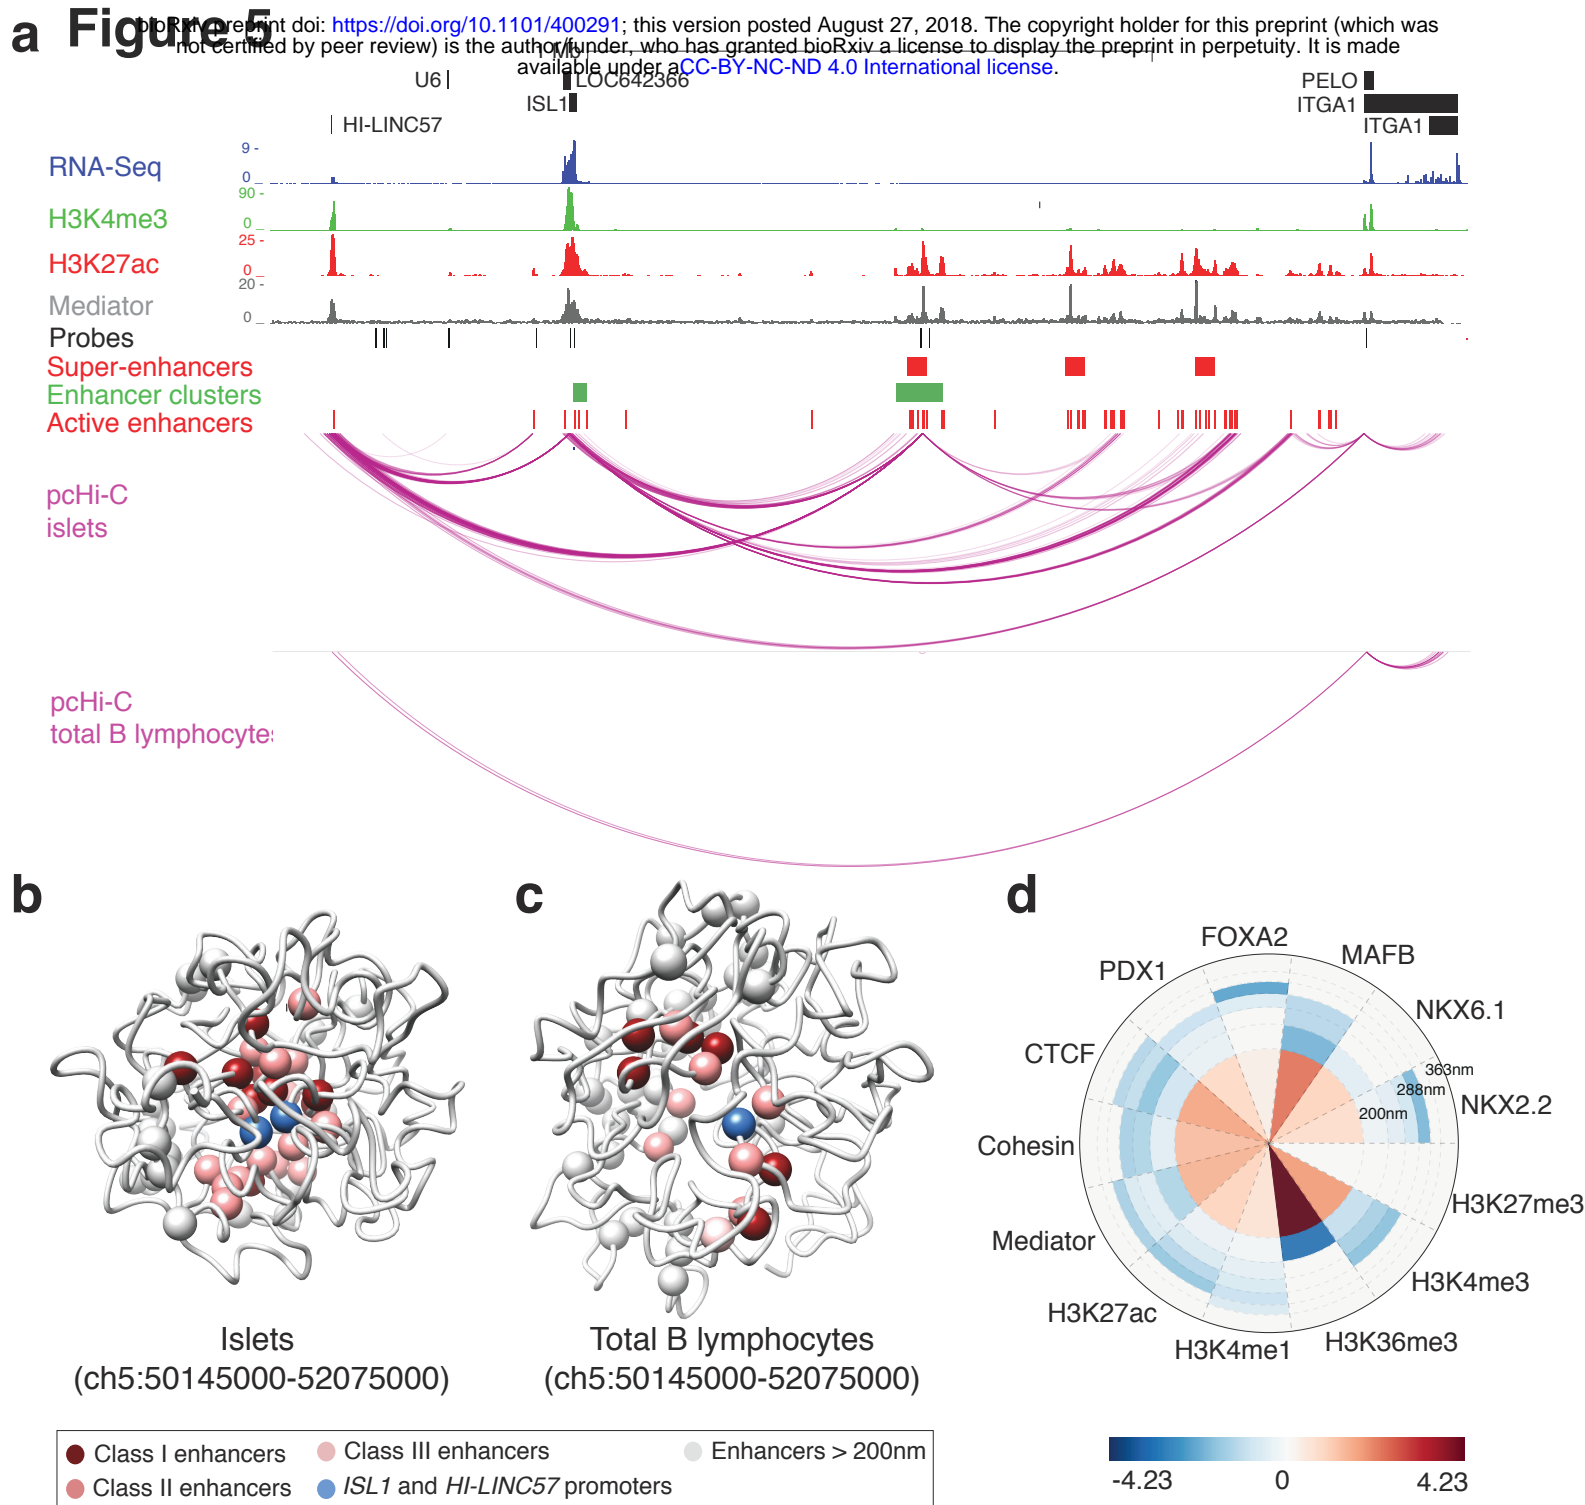 a Figure 5
bioRxiv preprint doi: https://doi.org/10.1101/400291; this version posted August 27, 2018. The copyright holder for this preprint (which was
not certified by peer review) is the author/funder, who has granted bioRxiv a license to display the preprint in perpetuity. It is made
available under aCC-BY-NC-ND 4.0 International license.
1 Mb
U6
LOC642366
PELO
ISL1
ITGA1
HI-LINC57
ITGA1
RNA-Seq
9
0
H3K4me3
90
0
H3K27ac
25
0
Mediator
20
0
Probes
Super-enhancers
Enhancer clusters
Active enhancers
pcHi-C
islets
pcHi-C
total B lymphocytes
b
c
d
Islets
(ch5:50145000-52075000)
Total B lymphocytes
(ch5:50145000-52075000)
FOXA2
MAFB
PDX1
NKX6.1
CTCF
363nm
288nm
200nm
NKX2.2
Cohesin
H3K27me3
Mediator
H3K4me3
H3K27ac
H3K36me3
H3K4me1
Class I enhancers
Class III enhancers
Enhancers > 200nm
Class II enhancers
ISL1 and HI-LINC57 promoters
-4.23
0
4.23